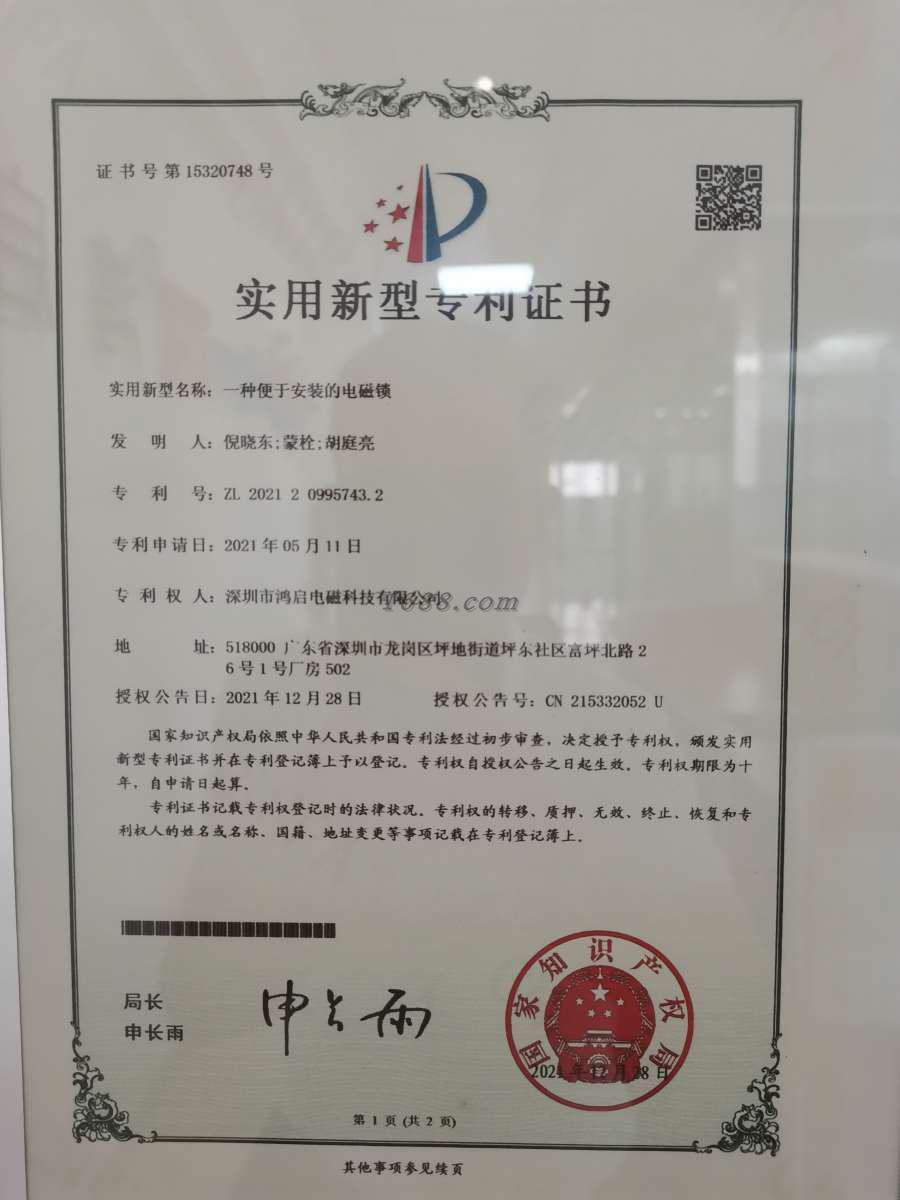 证书号第15320748号
实用新型专利证书
实用新型名称：一种便于安装的电磁锁
发明人：倪晓东;蒙栓;胡庭亮
专利号：ZL 2021 2 0995743.2
专利申请日：2021年05月11日
专利权人：深圳市鸿启电磁科技有限公司
1688.com
地址：518000 广东省深圳市龙岗区坪地街道坪东社区富坪北路2
6号1号厂房502
授权公告日：2021年12月28日 授权公告号：CN 215332052 U
国家知识产权局依照中华人民共和国专利法经过初步审查，决定授予专利权，颁发实用
新型专利证书并在专利登记簿上予以登记。专利权自授权公告之日起生效。专利权期限为十
年，自申请日起算。
专利证书记载专利权登记时的法律状况。专利权的转移、质押、无效、终止、恢复和专
利权人的姓名或名称、国籍、地址变更等事项记载在专利登记簿上。
局长
申长雨
申长雨
国家知识产权局
2021年12月28日
第1页(共2页)
其他事项参见续页